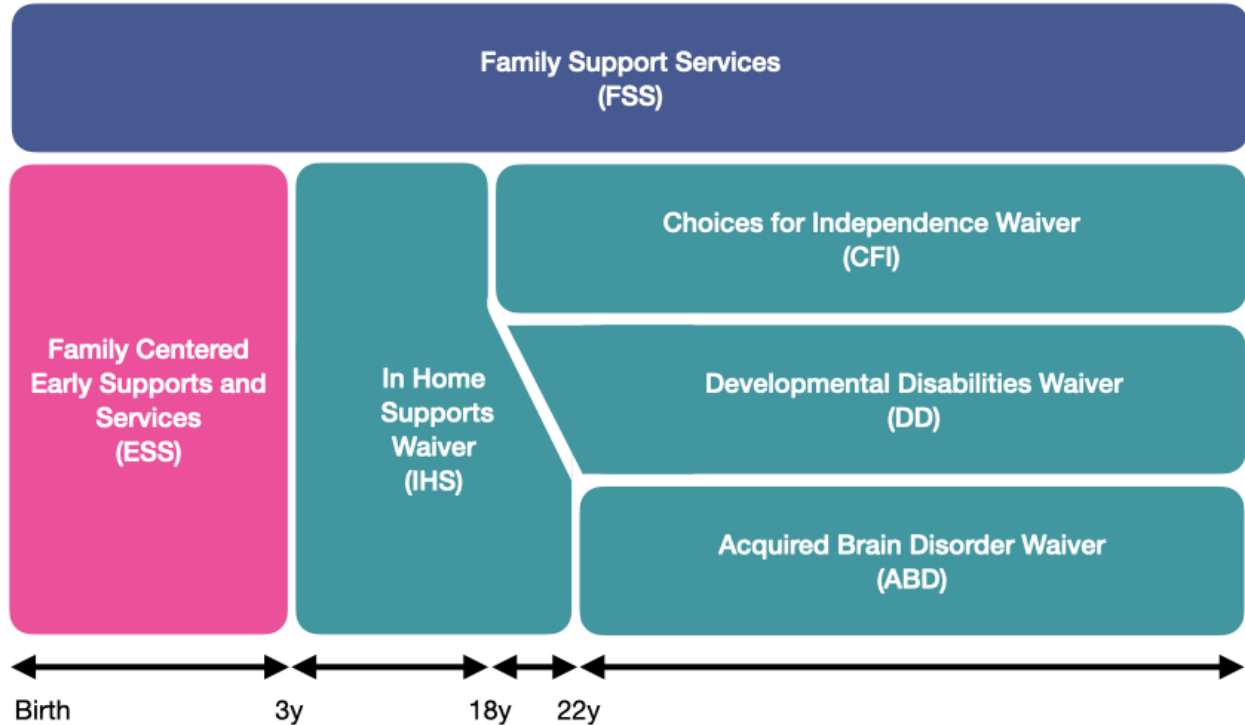 Family Support Services
(FSS)
Family Centered
Early Supports and
Services
(ESS)
In Home
Supports
Waiver
(IHS)
Choices for Independence Waiver
(CFI)
Developmental Disabilities Waiver
(DD)
Acquired Brain Disorder Waiver
(ABD)
Birth
3y
18y
22y